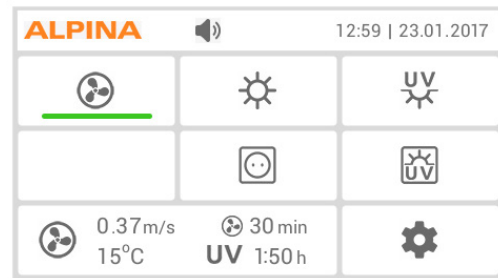 ALPINA 12:59 | 23.01.2017
UV
UV
0.37m/s 30 min
15°C UV 1:50 h